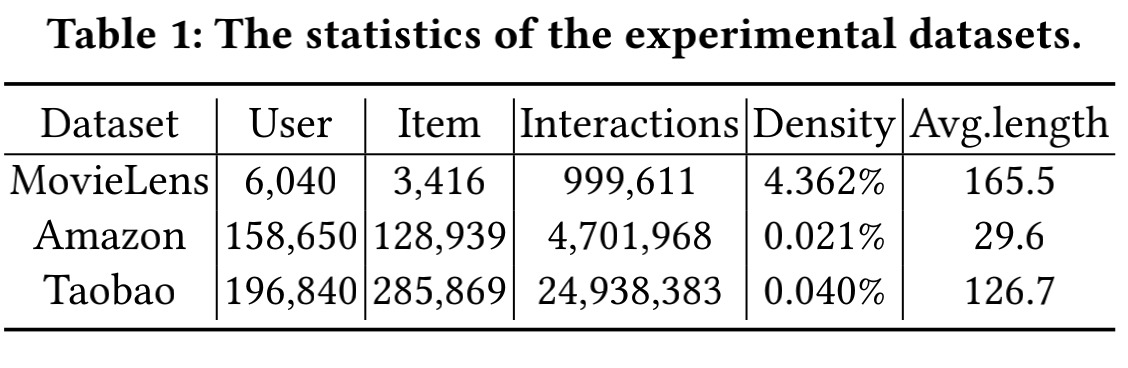 Table 1: The statistics of the experimental datasets.
Dataset User Item Interactions Density Avg.length
MovieLens 6,040 3,416 999,611 4.362% 165.5
Amazon 158,650 128,939 4,701,968 0.021% 29.6
Taobao 196,840 285,869 24,938,383 0.040% 126.7